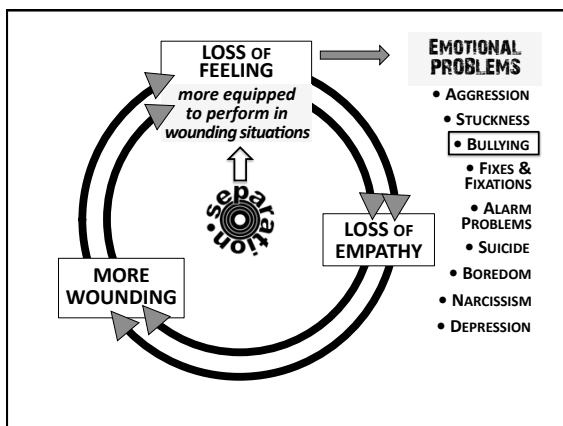 LOSS OF
FEELING
more equipped
to perform in
wounding situations
separation
LOSS OF
EMPATHY
MORE
WOUNDING
EMOTIONAL
PROBLEMS
• AGGRESSION
• STUCKNESS
• BULLYING
• FIXES &
FIXATIONS
• ALARM
PROBLEMS
• SUICIDE
• BOREDOM
• NARCISSISM
• DEPRESSION